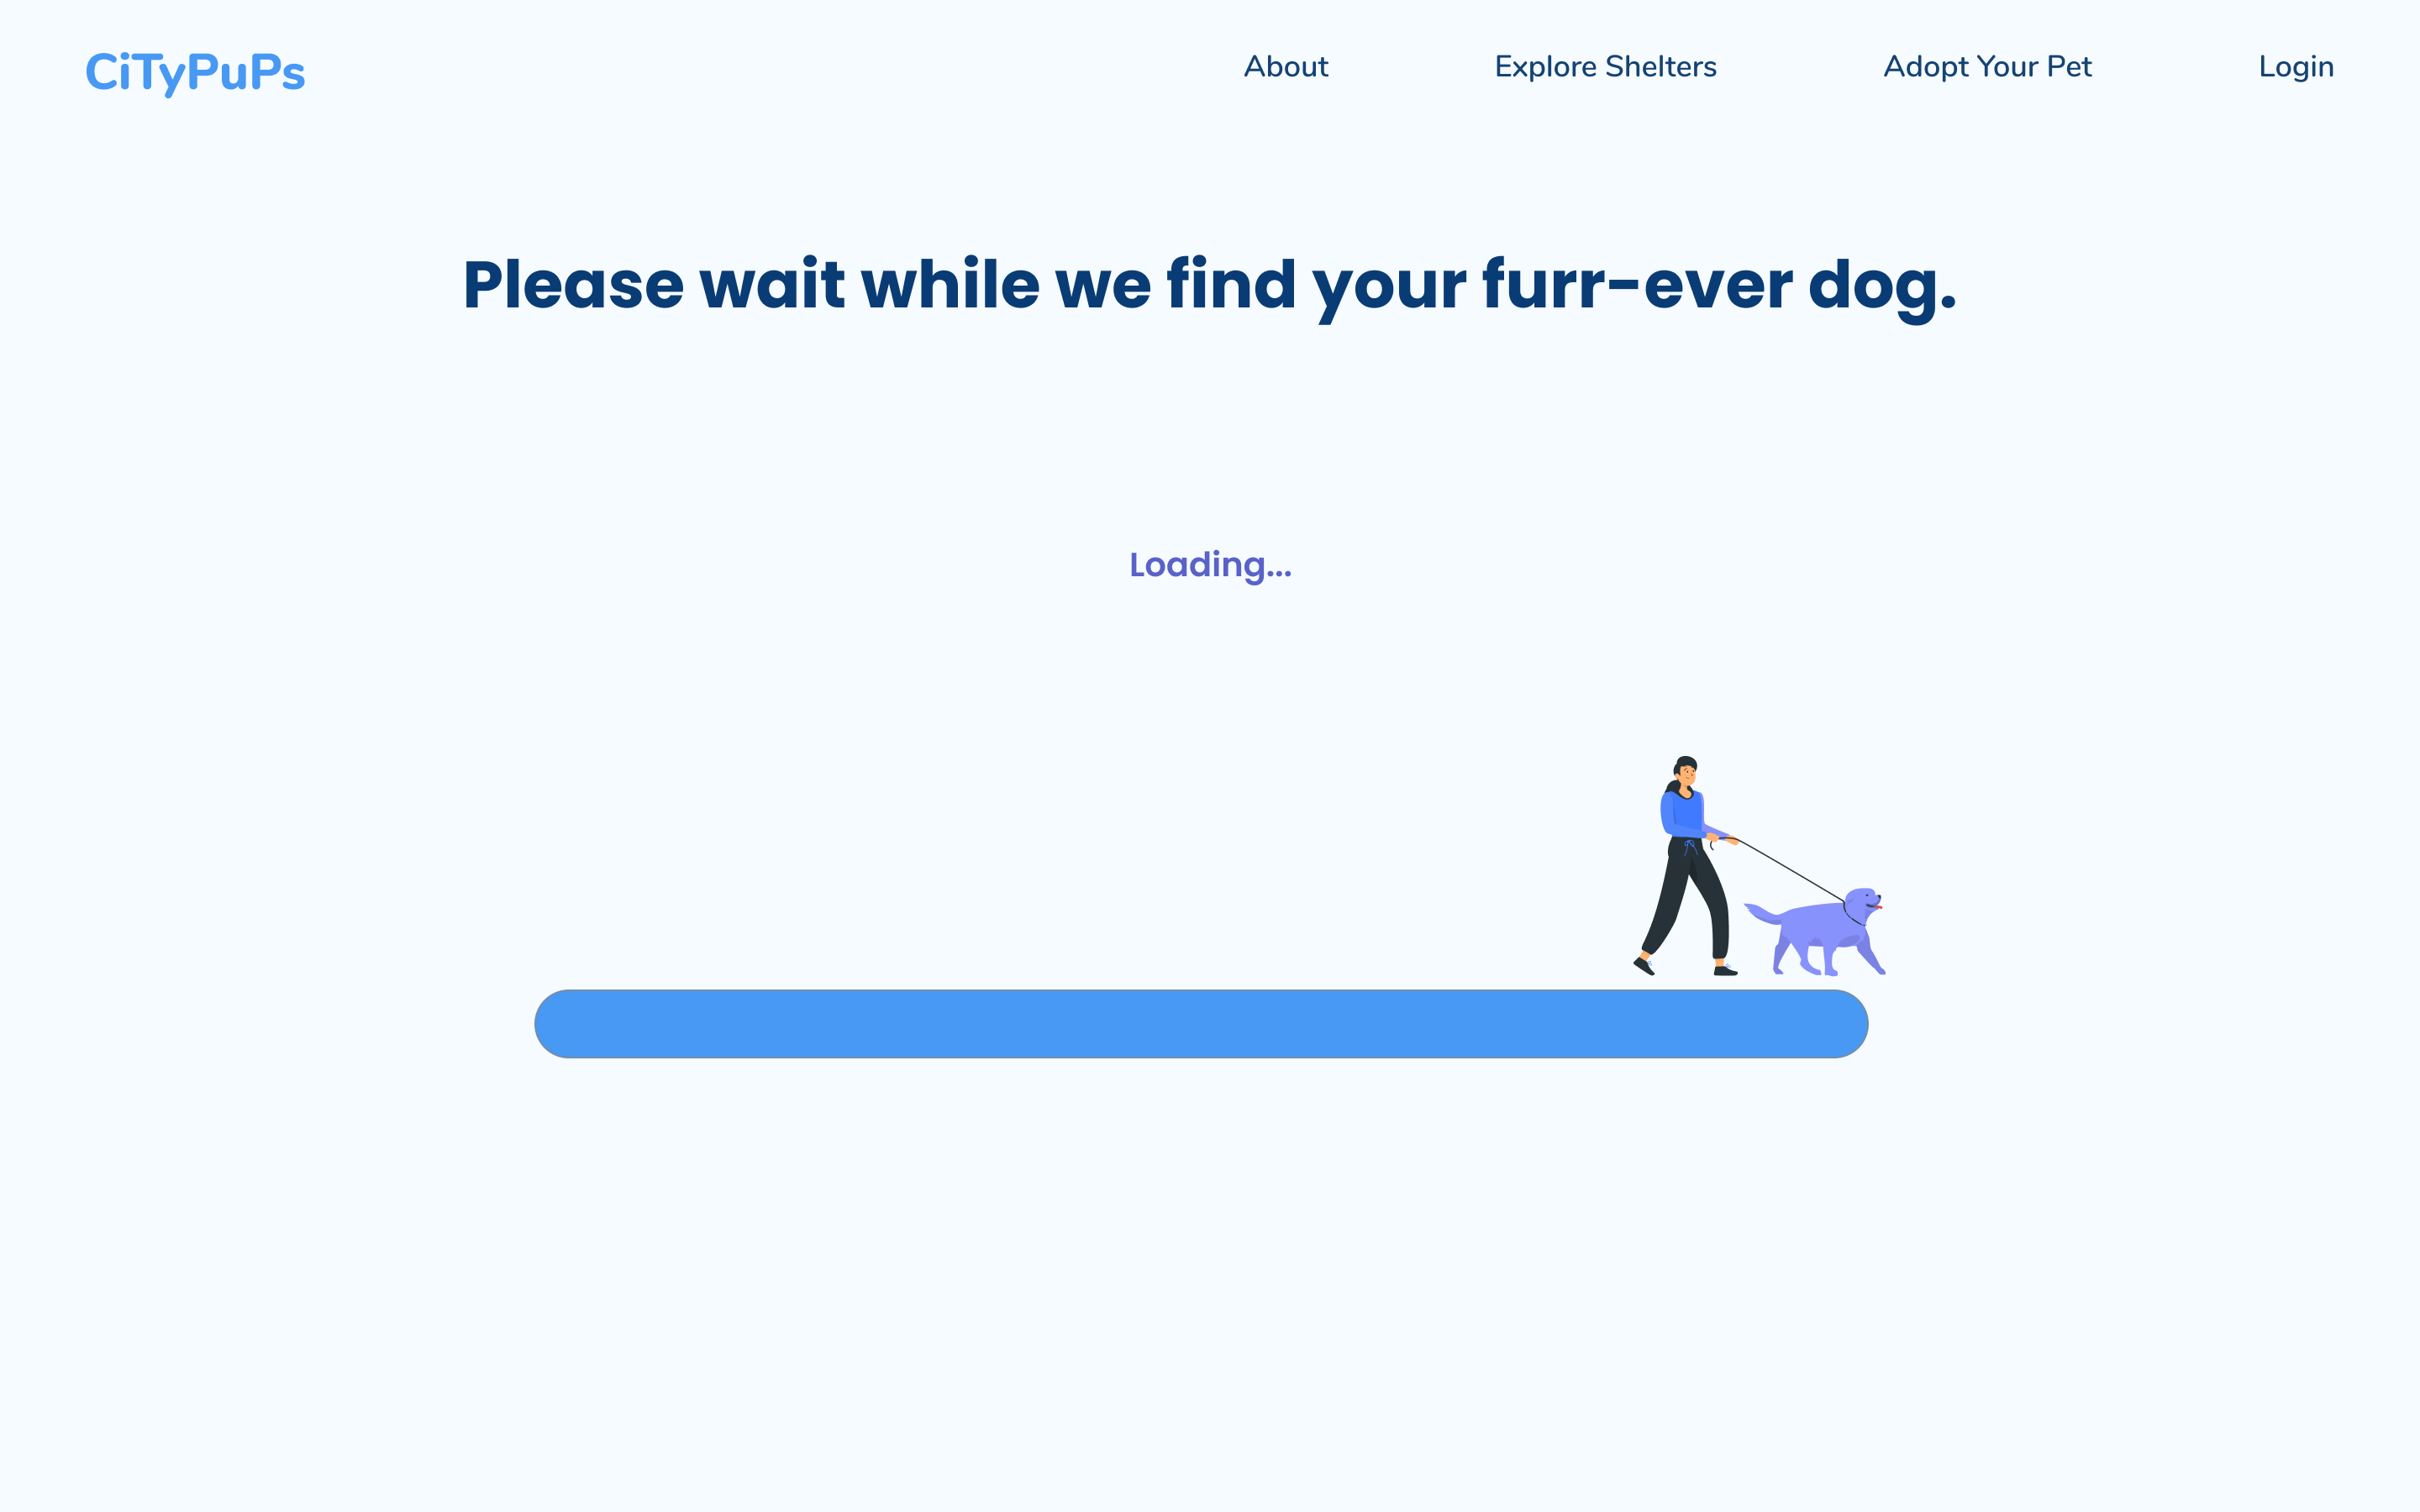 CiTyPuPs
About
Explore Shelters
Adopt Your Pet
Login
Please wait while we find your furr-ever dog.
Loading...